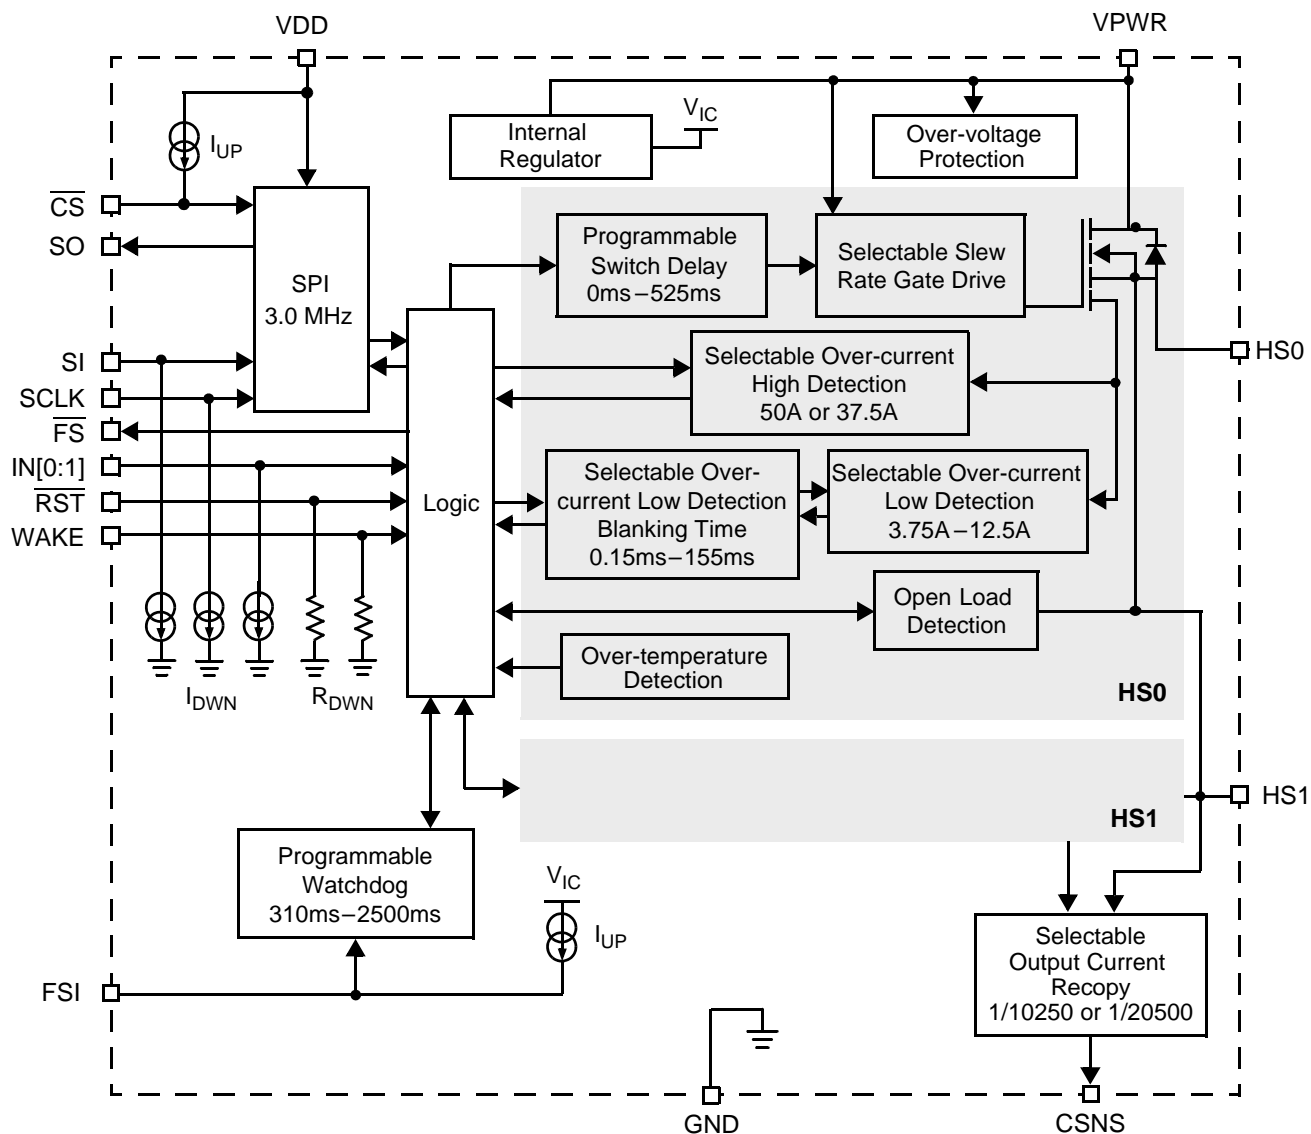 VDD
VPWR
Internal
Regulator
VIC
Over-voltage
Protection
IUP
CS
SO
SPI
3.0 MHz
SI
SCLK
FS
IN[0:1]
RST
WAKE
Programmable
Switch Delay
0ms–525ms
Selectable Slew
Rate Gate Drive
Selectable Over-current
High Detection
50A or 37.5A
HS0
Logic
Selectable Over-
current Low Detection
Blanking Time
0.15ms–155ms
Selectable Over-current
Low Detection
3.75A–12.5A
Open Load
Detection
Over-temperature
Detection
HS0
IDWN
RDWN
HS1
HS1
Programmable
Watchdog
310ms–2500ms
VIC
IUP
FSI
Selectable
Output Current
Recopy
1/10250 or 1/20500
GND
CSNS